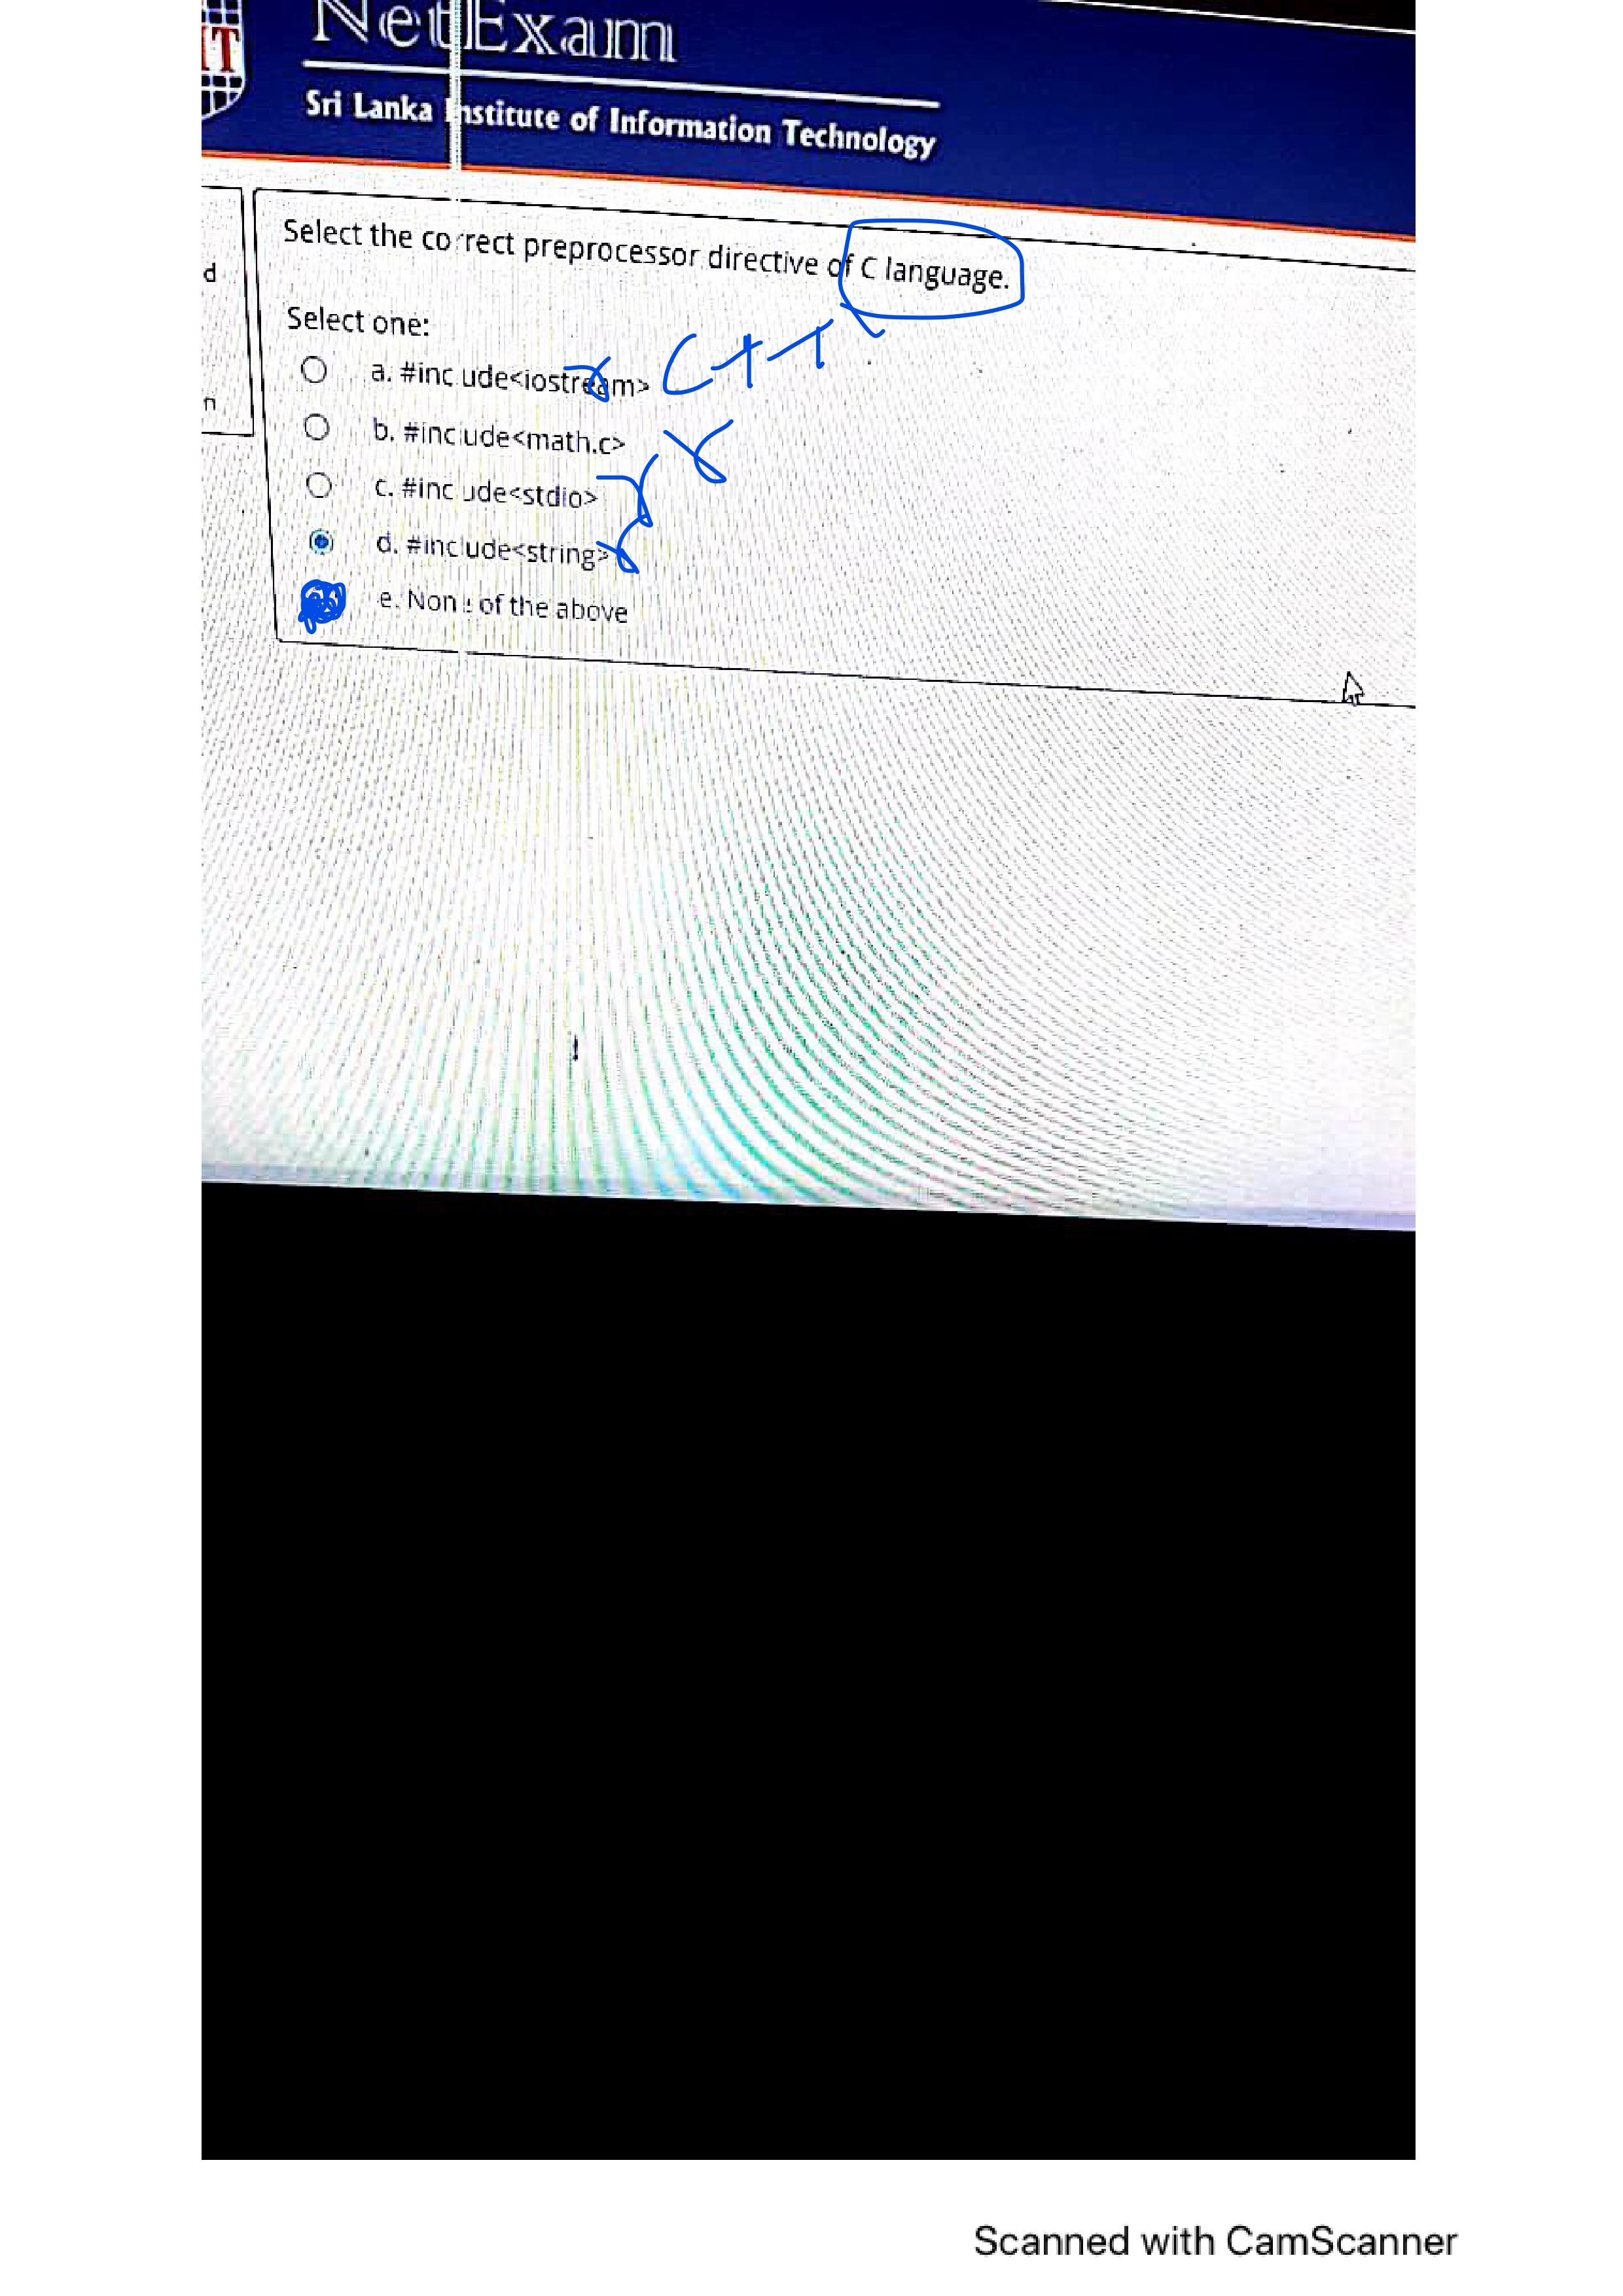 IT
NetExam
Sri Lanka Institute of Information Technology
d
n
Select the correct preprocessor directive of C language.
Select one:
a. #include<iostream> C++
b. #include<math.c>
c. #include<stdio>
d. #include<string>
e. None of the above
Scanned with CamScanner